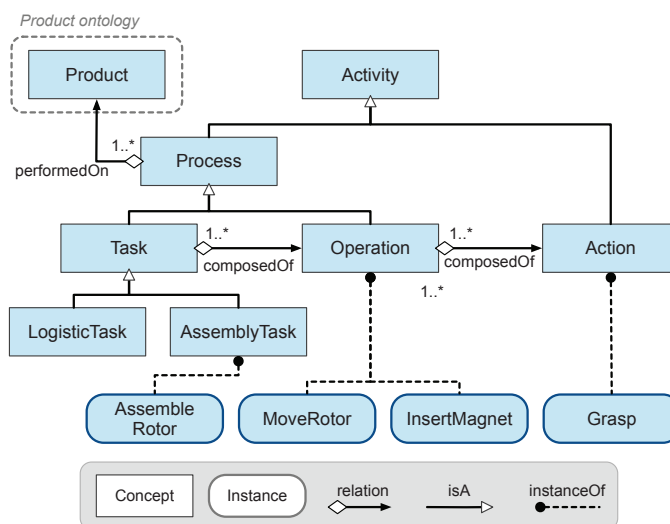 Product ontology
Product
Activity
1..*
performedOn
Process
Task
1..*
composedOf
Operation
1..*
composedOf
Action
1..*
LogisticTask
AssemblyTask
Assemble
Rotor
MoveRotor
InsertMagnet
Grasp
Concept
Instance
relation
isA
instanceOf